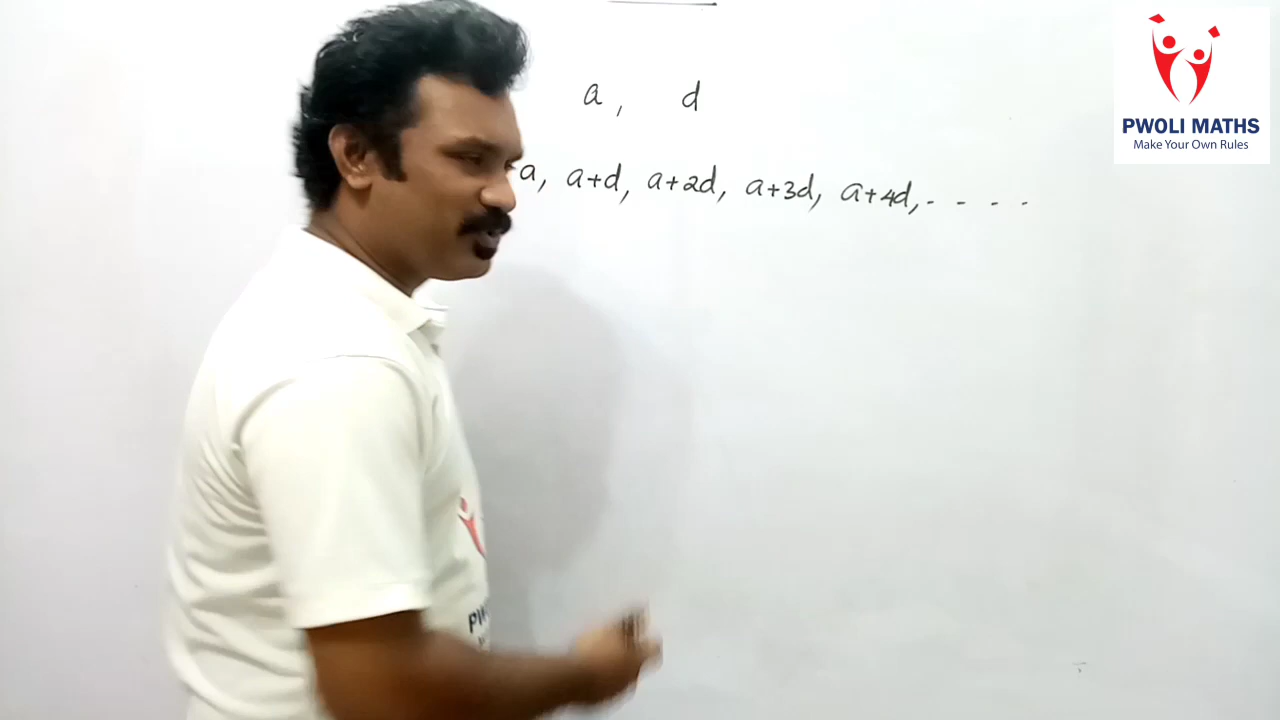 a, d
a, a+d, a+2d, a+3d, a+4d, - - - -
PWOLI MATHS
Make Your Own Rules